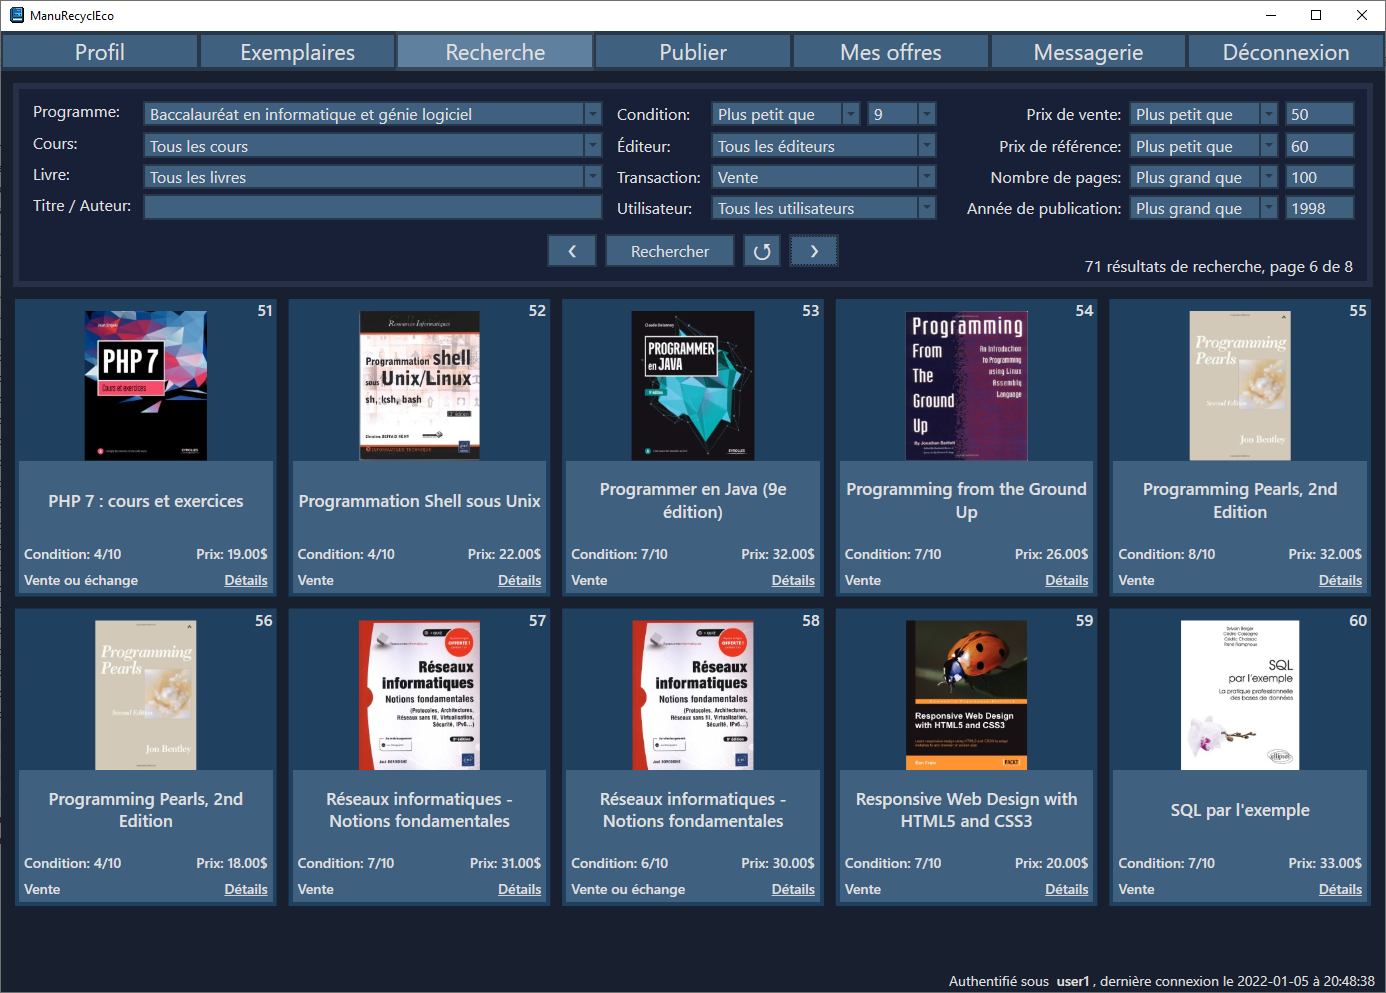 ManuRecyclEco
Profil Exemplaires Recherche Publier Mes offres Messagerie Déconnexion
Programme: Baccalauréat en informatique et génie logiciel Condition: Plus petit que 9 Prix de vente: Plus petit que 50
Cours: Tous les cours Éditeur: Tous les éditeurs Prix de référence: Plus petit que 60
Livre: Tous les livres Transaction: Vente Nombre de pages: Plus grand que 100
Titre / Auteur: Utilisateur: Tous les utilisateurs Année de publication: Plus grand que 1998
Rechercher
71 résultats de recherche, page 6 de 8
51
PHP 7
Cours et exercices
PHP 7 : cours et exercices
Condition: 4/10 Prix: 19.00$
Vente ou échange Détails
52
Ressources Informatiques
Programmation shell
sous Unix/Linux
sh, ksh, bash
Programmation Shell sous Unix
Condition: 4/10 Prix: 22.00$
Vente Détails
53
Claude Delannoy
PROGRAMMER
en JAVA
Programmer en Java (9e
édition)
Condition: 7/10 Prix: 32.00$
Vente Détails
54
Programming
From
The
Ground
Up
An Introduction
to Programming
using Linux
Assembly
Language
By Jonathan Bartlett
Programming from the Ground
Up
Condition: 7/10 Prix: 26.00$
Vente Détails
55
Programming
Pearls
Second Edition
Jon Bentley
Programming Pearls, 2nd
Edition
Condition: 8/10 Prix: 32.00$
Vente Détails
56
Programming
Pearls
Second Edition
Jon Bentley
Programming Pearls, 2nd
Edition
Condition: 4/10 Prix: 18.00$
Vente Détails
57
OFFERTE !
Réseaux
informatiques
Notions fondamentales
(Protocoles, Architectures,
Réseaux sans fil, Virtualisation,
Sécurité, IPv6...)
Réseaux informatiques -
Notions fondamentales
Condition: 7/10 Prix: 31.00$
Vente Détails
58
OFFERTE !
Réseaux
informatiques
Notions fondamentales
(Protocoles, Architectures,
Réseaux sans fil, Virtualisation,
Sécurité, IPv6...)
Réseaux informatiques -
Notions fondamentales
Condition: 6/10 Prix: 30.00$
Vente ou échange Détails
59
Responsive Web Design
with HTML5 and CSS3
PACKT
Responsive Web Design with
HTML5 and CSS3
Condition: 7/10 Prix: 20.00$
Vente Détails
60
SQL
par l'exemple
La pratique professionnelle
des bases de données
ellipses
SQL par l'exemple
Condition: 7/10 Prix: 33.00$
Vente Détails
Authentifié sous user1 , dernière connexion le 2022-01-05 à 20:48:38